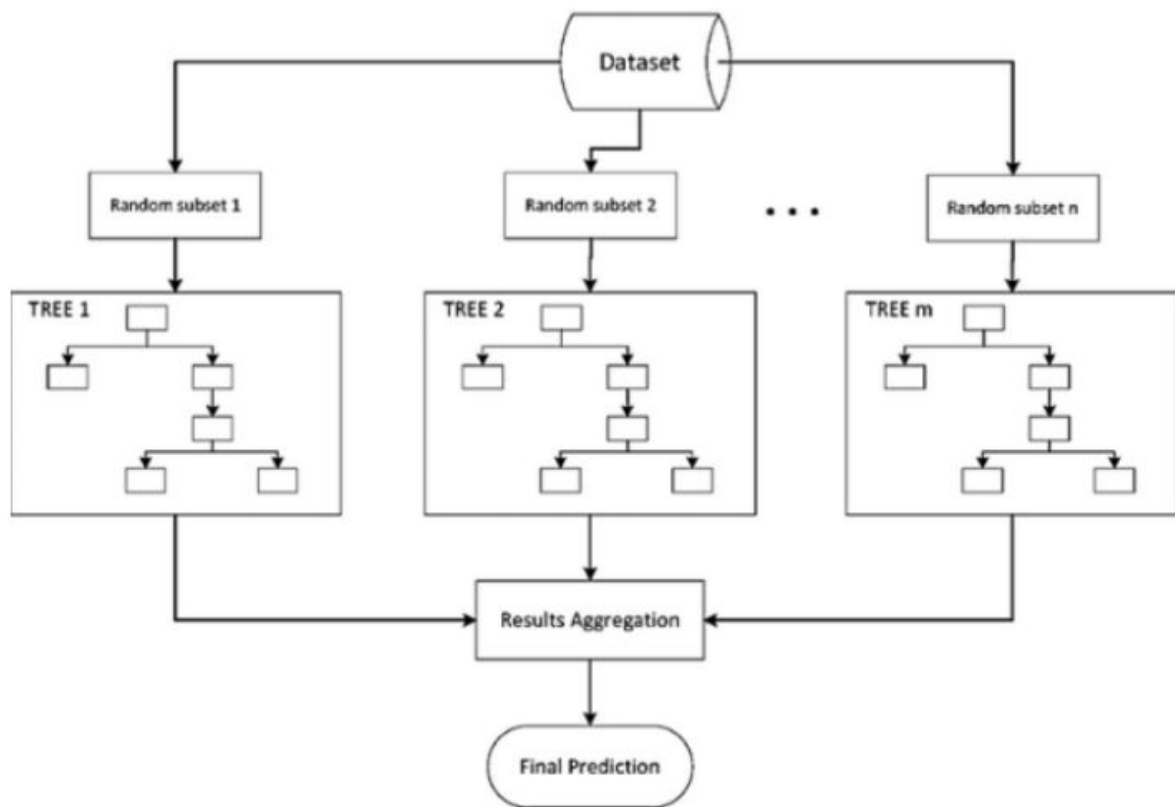 Dataset
Random subset 1
Random subset 2
• • •
Random subset n
TREE 1
TREE 2
TREE m
Results Aggregation
Final Prediction